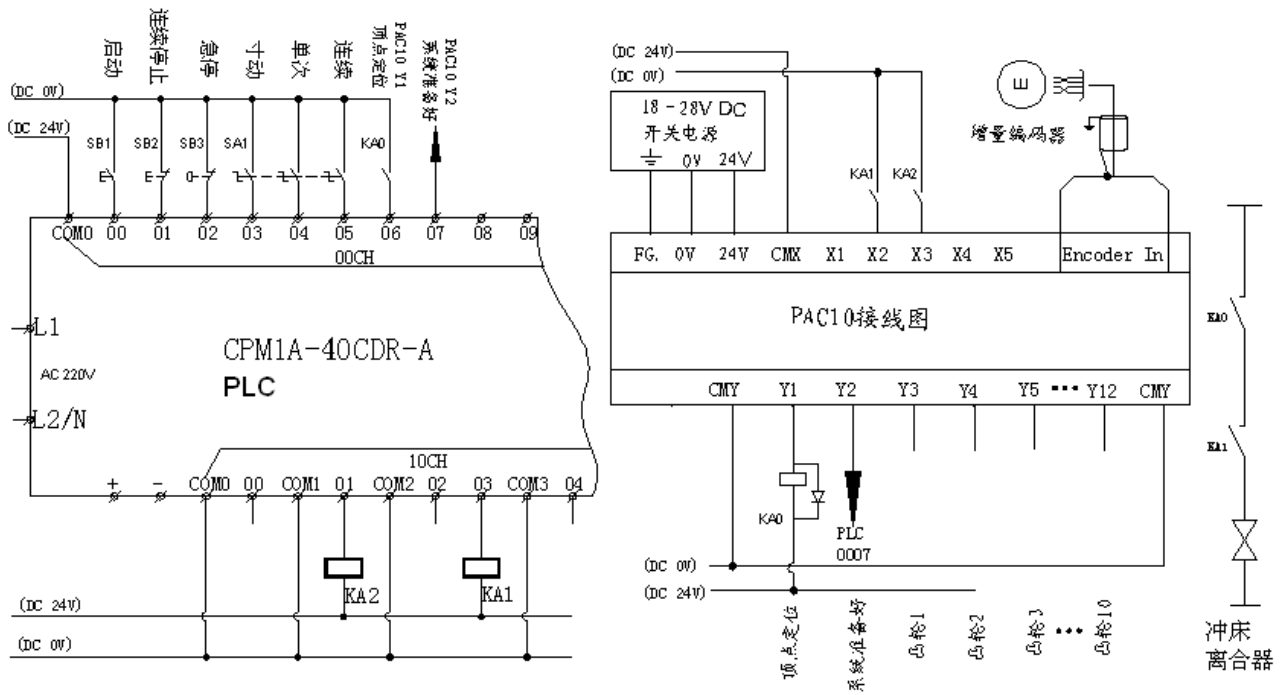 启动
连续停止
急停
寸动
单次
连续
顶点定位
PAC10 Y1
系统准备好
PAC10 Y2
(DC 0V)
(DC 24V)
SB1 SB2 SB3 SA1 KA0
COM0 00 01 02 03 04 05 06 07 08 09
00CH
L1
AC 220V
L2/N
CPM1A-40CDR-A
PLC
10CH
+ - COM0 00 COM1 01 COM2 02 03 COM3 04
KA2 KA1
(DC 24V)
(DC 0V)
(DC 24V)
(DC 0V)
18-28V DC
开关电源
0V 24V
KA1 KA2
E
增量编码器
FG. 0V 24V CMX X1 X2 X3 X4 X5 Encoder In
PAC10接线图
CMY Y1 Y2 Y3 Y4 Y5 ••• Y12 CMY
KA0
PLC
0007
(DC 0V)
(DC 24V)
顶点定位
系统准备好
凸轮1
凸轮2
凸轮3
•••
凸轮10
KA0
KA1
冲床
离合器